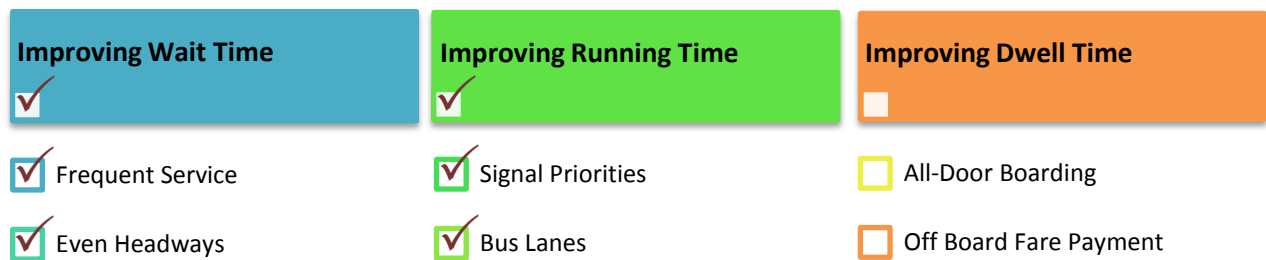 Improving Wait Time
Improving Running Time
Improving Dwell Time
Frequent Service
Signal Priorities
All-Door Boarding
Even Headways
Bus Lanes
Off Board Fare Payment